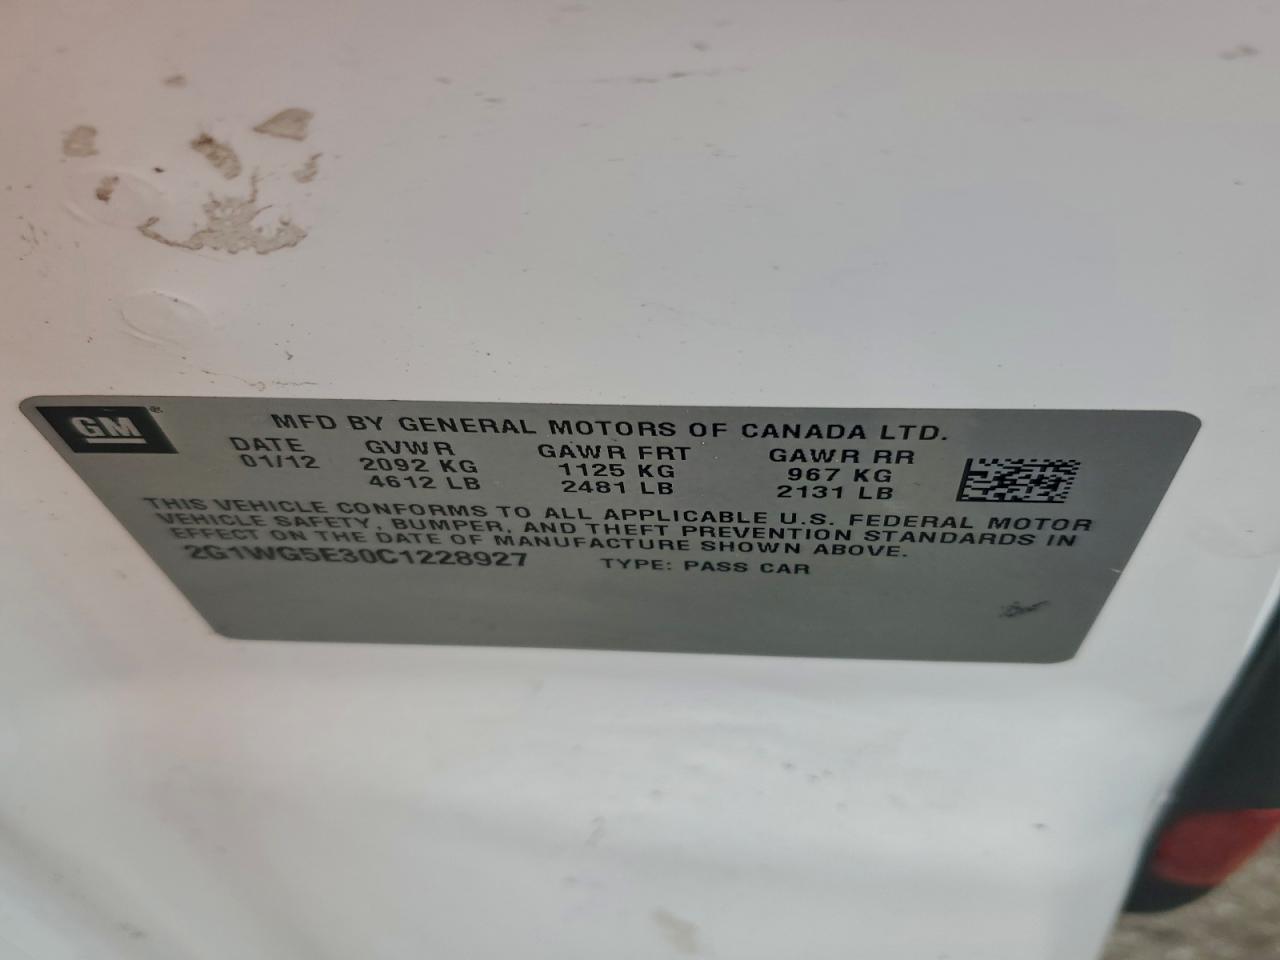 GM®
MFD BY GENERAL MOTORS OF CANADA LTD.
DATE GVWR GAWR FRT GAWR RR
01/12 2092 KG 1125 KG 967 KG
4612 LB 2481 LB 2131 LB
THIS VEHICLE CONFORMS TO ALL APPLICABLE U.S. FEDERAL MOTOR
VEHICLE SAFETY, BUMPER, AND THEFT PREVENTION STANDARDS IN
EFFECT ON THE DATE OF MANUFACTURE SHOWN ABOVE.
2G1WG5E30C1228927 TYPE: PASS CAR